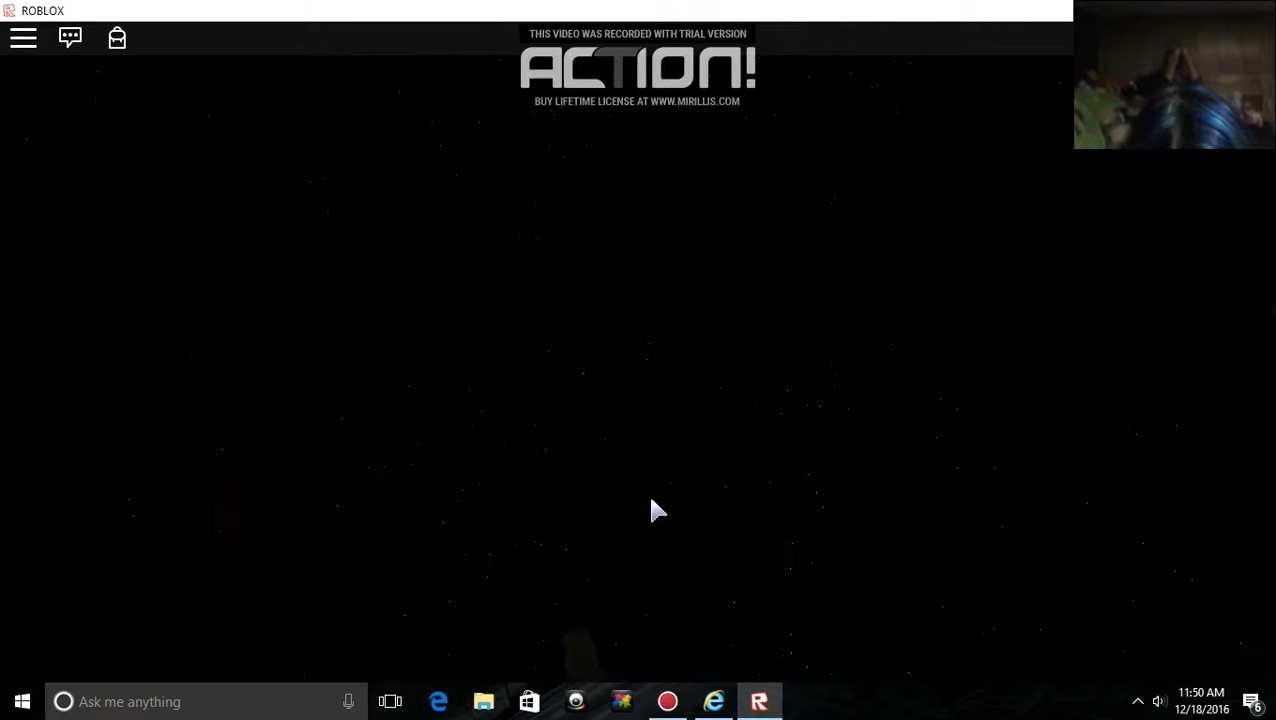 ROBLOX
THIS VIDEO WAS RECORDED WITH TRIAL VERSION
ACTION!
BUY LIFETIME LICENSE AT WWW.MIRILLIS.COM
Ask me anything
11:50 AM
12/18/2016
6